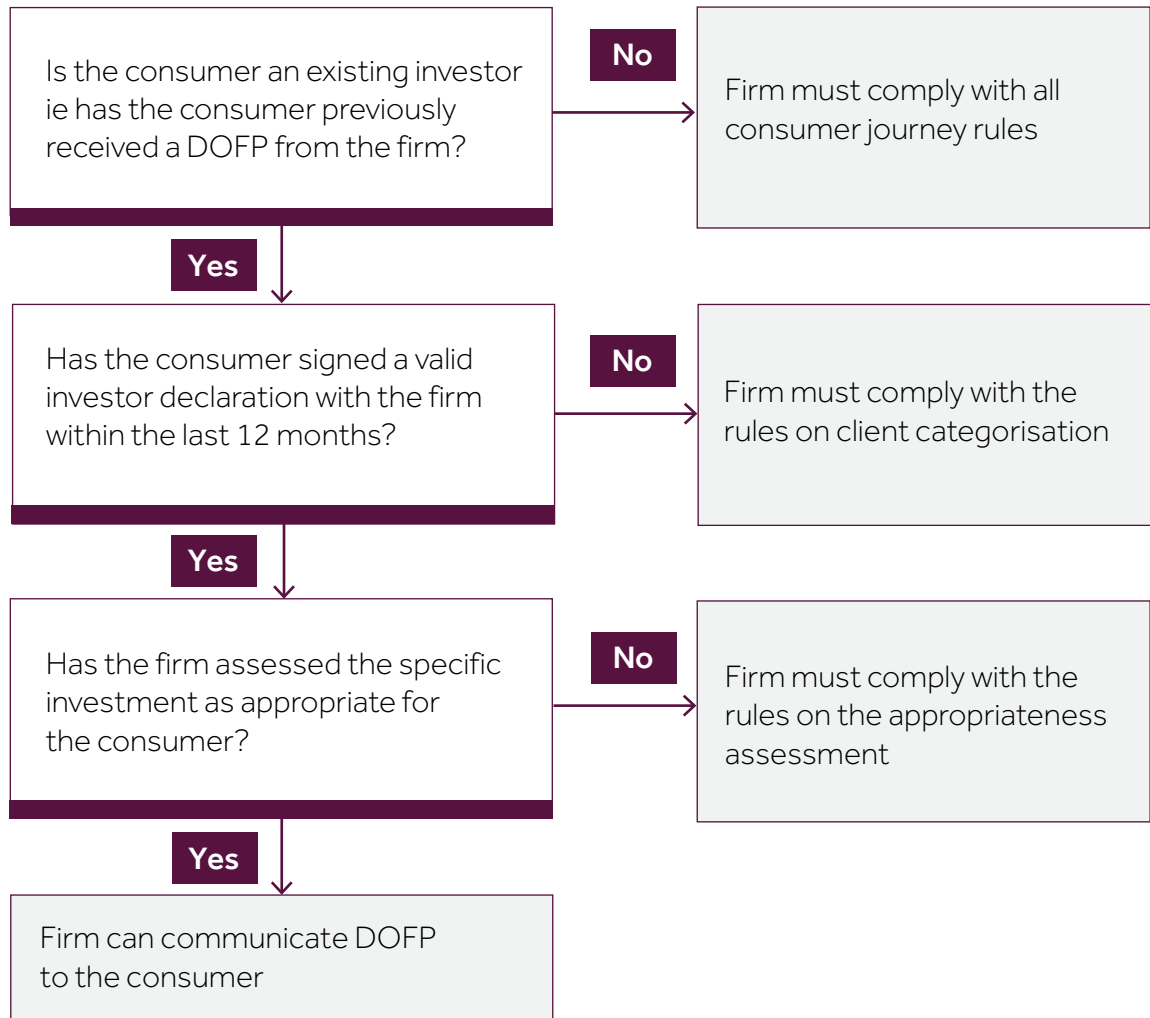 Is the consumer an existing investor
ie has the consumer previously
received a DOFP from the firm?
No
Firm must comply with all
consumer journey rules
Yes
Has the consumer signed a valid
investor declaration with the firm
within the last 12 months?
No
Firm must comply with the
rules on client categorisation
Yes
Has the firm assessed the specific
investment as appropriate for
the consumer?
No
Firm must comply with the
rules on the appropriateness
assessment
Yes
Firm can communicate DOFP
to the consumer